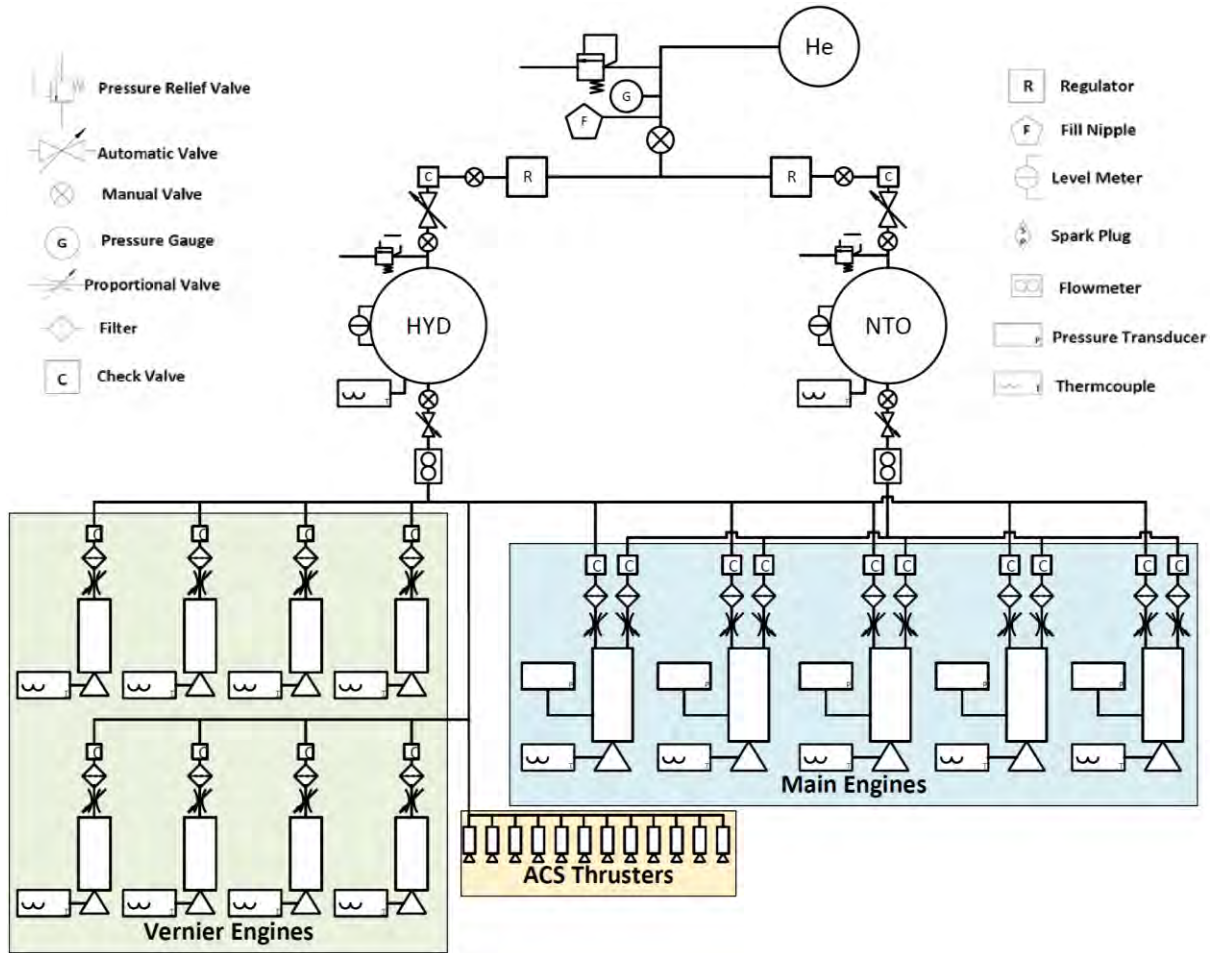 He
Pressure Relief Valve
G
F
R
Regulator
F
Fill Nipple
Automatic Valve
Manual Valve
C
R
R
C
Level Meter
G
Pressure Gauge
Spark Plug
Proportional Valve
Flowmeter
Filter
HYD
NTO
P
Pressure Transducer
C
Check Valve
T
Thermcouple
T
T
C C C C
C C C C C C C C C C
P P P P P
T T T T
C C C C
T T T T T
Main Engines
ACS Thrusters
T T T T
Vernier Engines